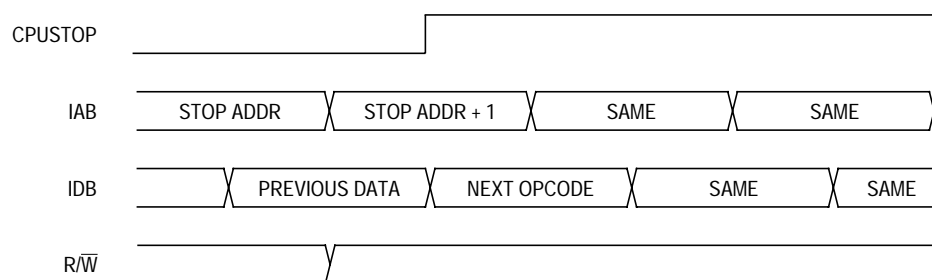 CPUSTOP
IAB STOP ADDR STOP ADDR + 1 SAME SAME
IDB PREVIOUS DATA NEXT OPCODE SAME SAME
R/W̅